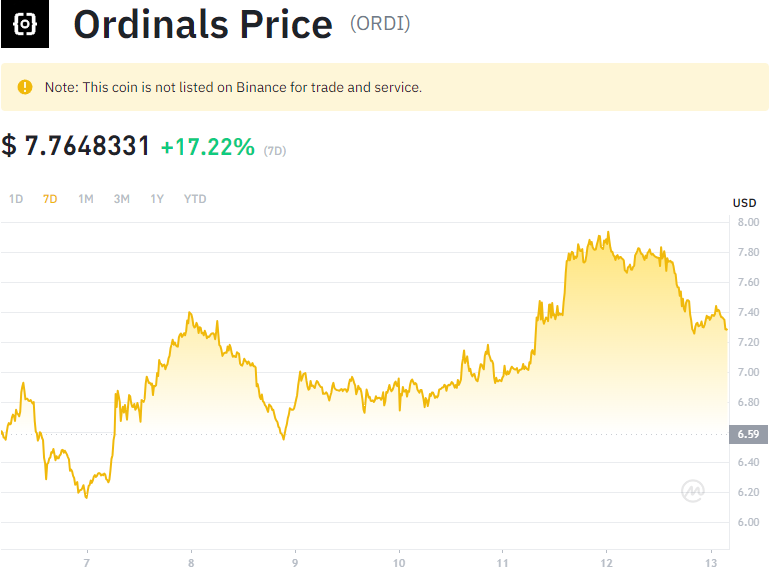 Ordinals Price (ORDI)
Note: This coin is not listed on Binance for trade and service.
$ 7.7648331 +17.22% (7D)
1D 7D 1M 3M 1Y YTD
USD
8.00
7.80
7.60
7.40
7.20
7.00
6.80
6.59
6.40
6.20
6.00
7 8 9 10 11 12 13